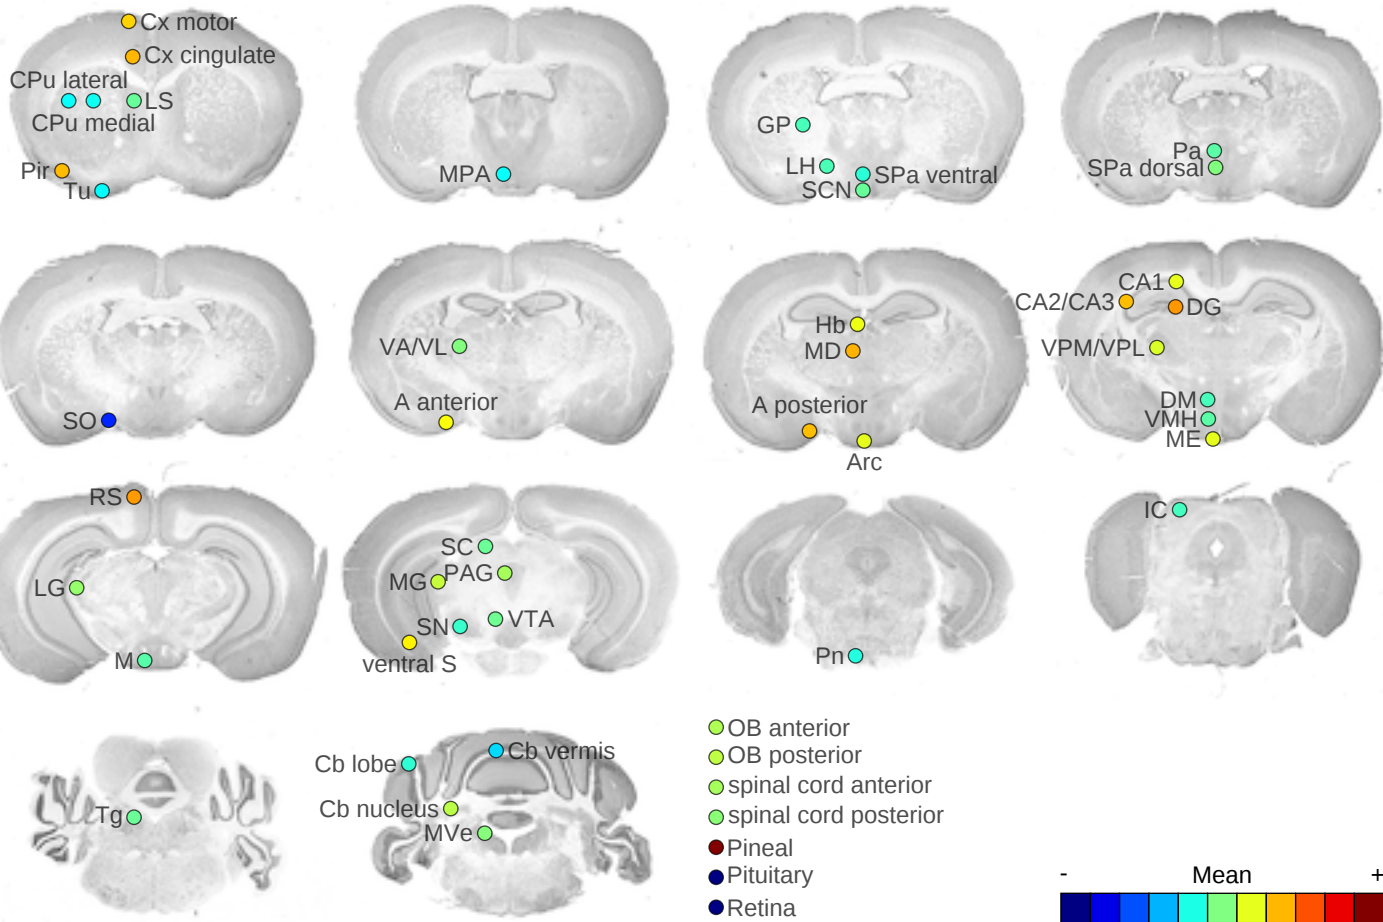 Cx motor
Cx cingulate
CPu lateral
LS
CPu medial
Pir
Tu
MPA
GP
LH
SPa ventral
SCN
Pa
SPa dorsal
SO
VA/VL
A anterior
Hb
MD
A posterior
Arc
CA1
CA2/CA3
DG
VPM/VPL
DM
VMH
ME
RS
LG
M
SC
MG
PAG
SN
VTA
ventral S
Pn
IC
Tg
Cb lobe
Cb vermis
Cb nucleus
MVe
OB anterior
OB posterior
spinal cord anterior
spinal cord posterior
Pineal
Pituitary
Retina
- Mean +